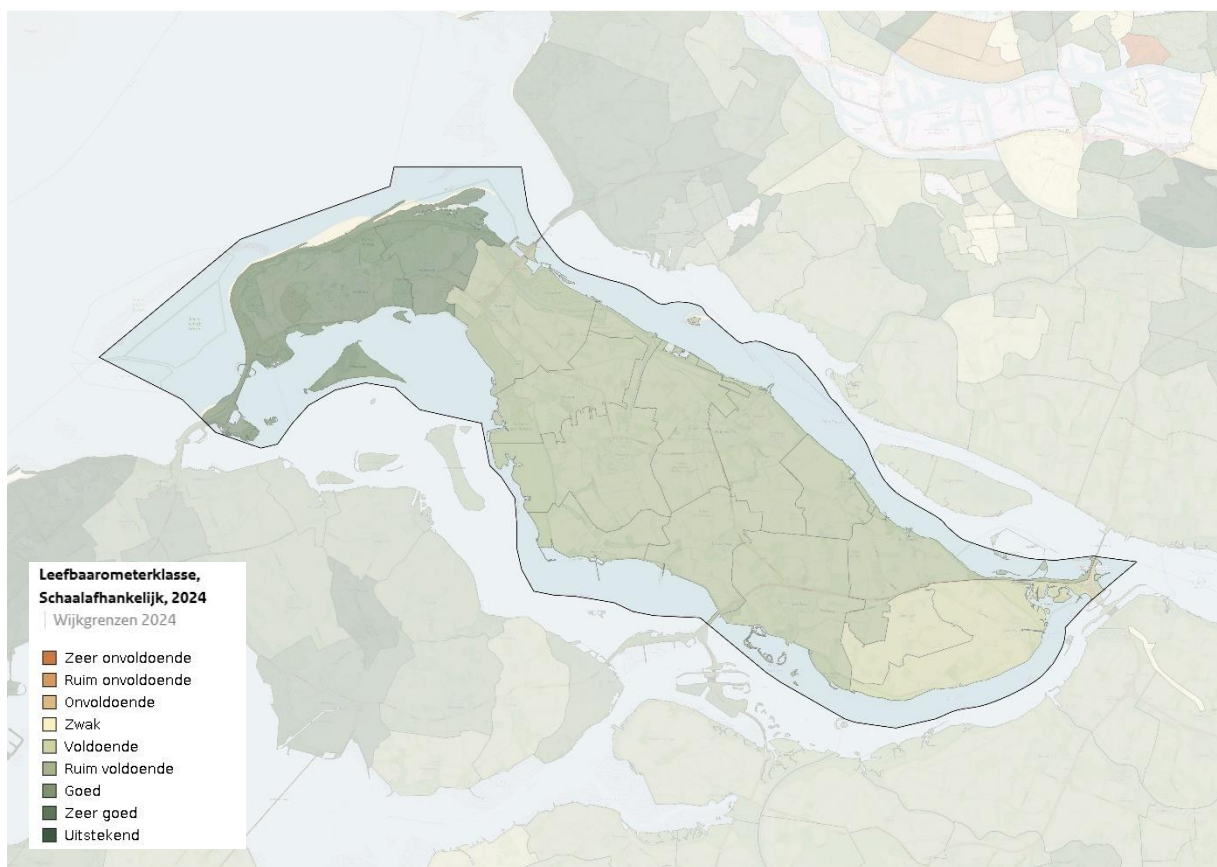 Leefbaarometerklasse,
Schaalafhankelijk, 2024
Wijkgrenzen 2024
Zeer onvoldoende
Ruim onvoldoende
Onvoldoende
Zwak
Voldoende
Ruim voldoende
Goed
Zeer goed
Uitstekend